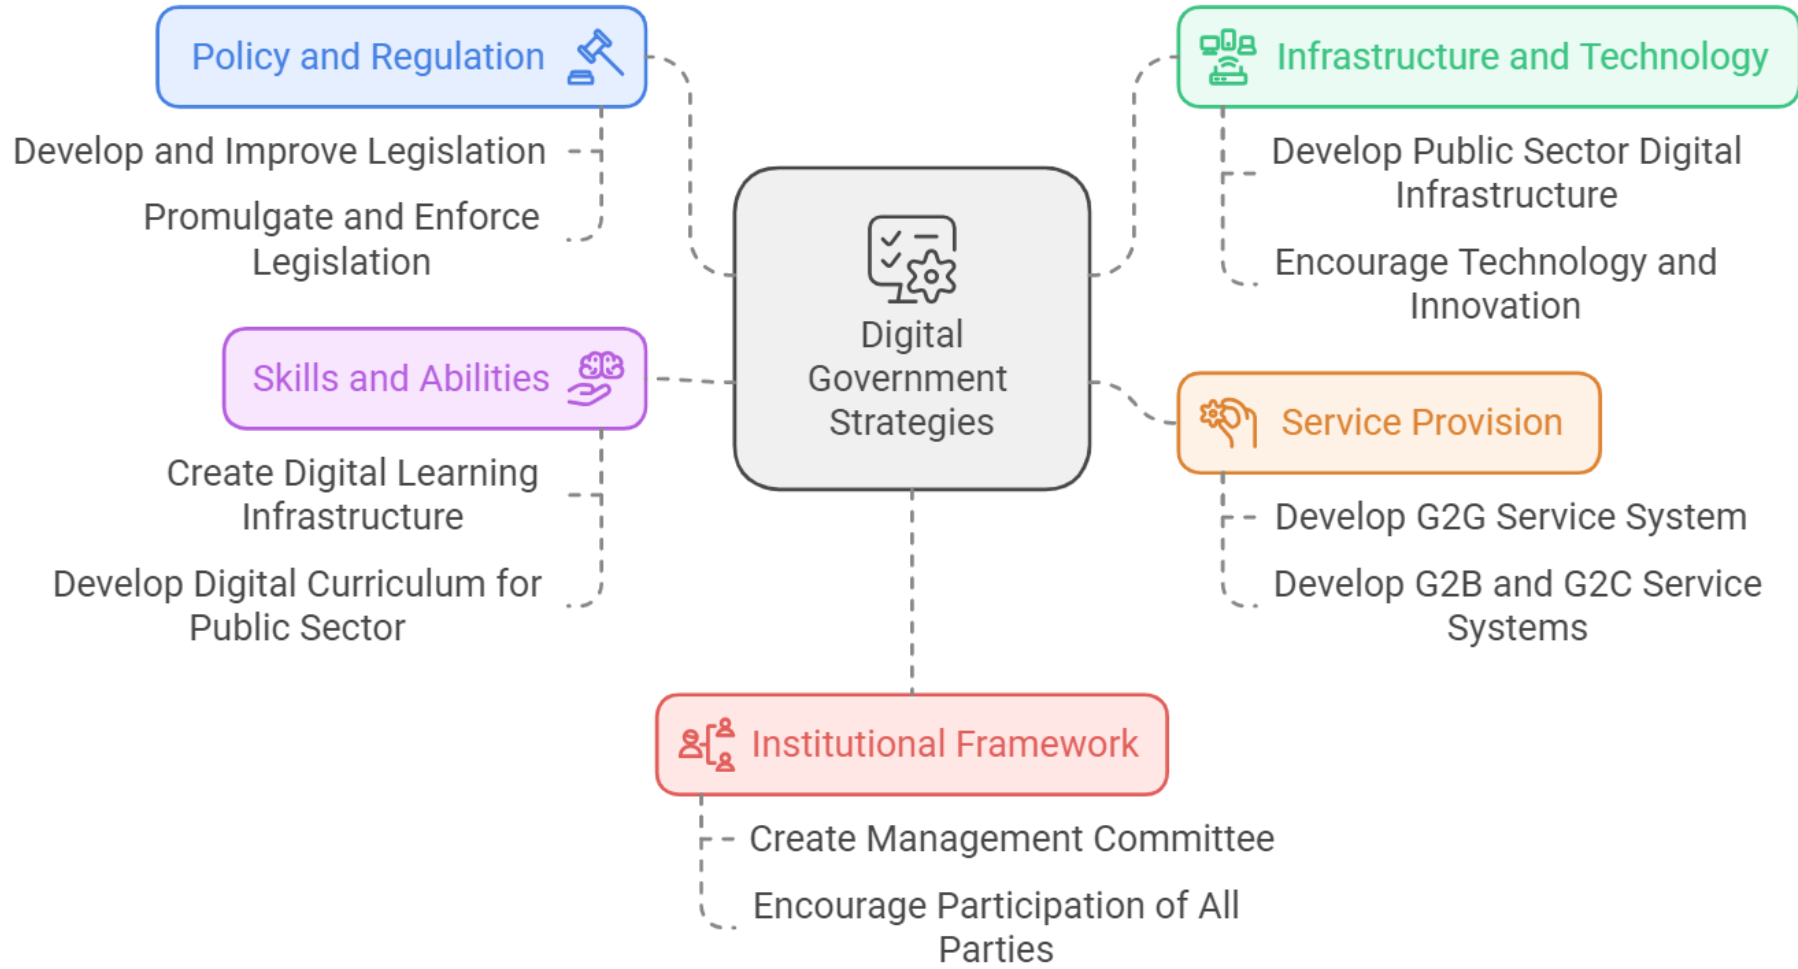 Policy and Regulation
Develop and Improve Legislation
Promulgate and Enforce
Legislation
Skills and Abilities
Create Digital Learning
Infrastructure
Develop Digital Curriculum for
Public Sector
Digital
Government
Strategies
Infrastructure and Technology
Develop Public Sector Digital
Infrastructure
Encourage Technology and
Innovation
Service Provision
Develop G2G Service System
Develop G2B and G2C Service
Systems
Institutional Framework
Create Management Committee
Encourage Participation of All
Parties